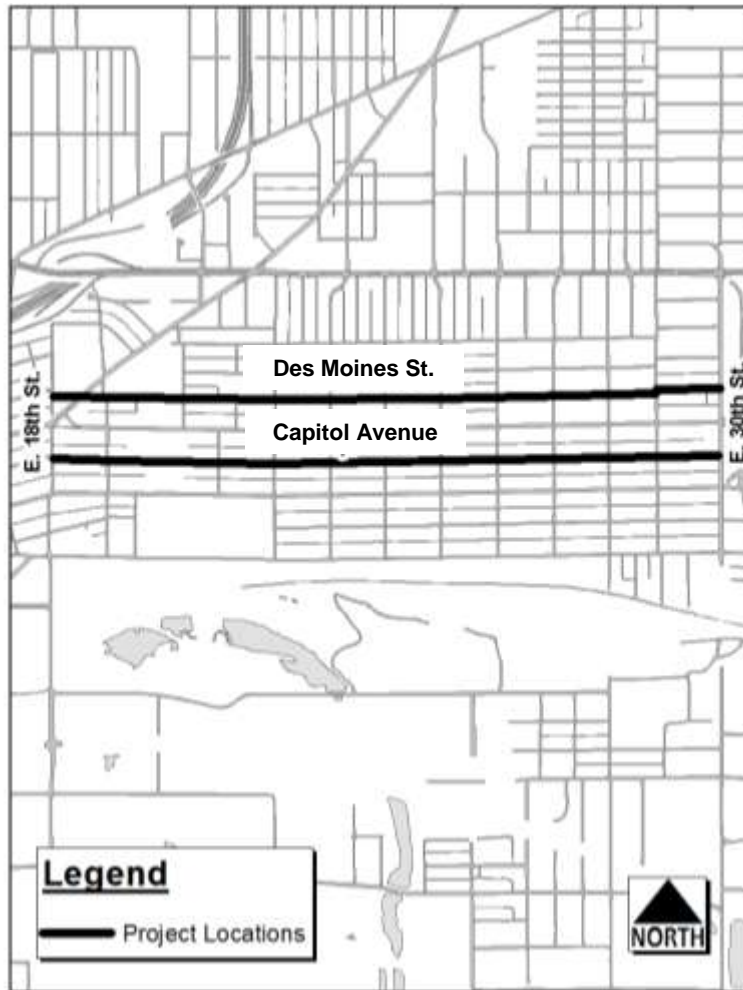 Des Moines St.
E. 18th St.
Capitol Avenue
E. 30th St.
Legend
Project Locations
NORTH